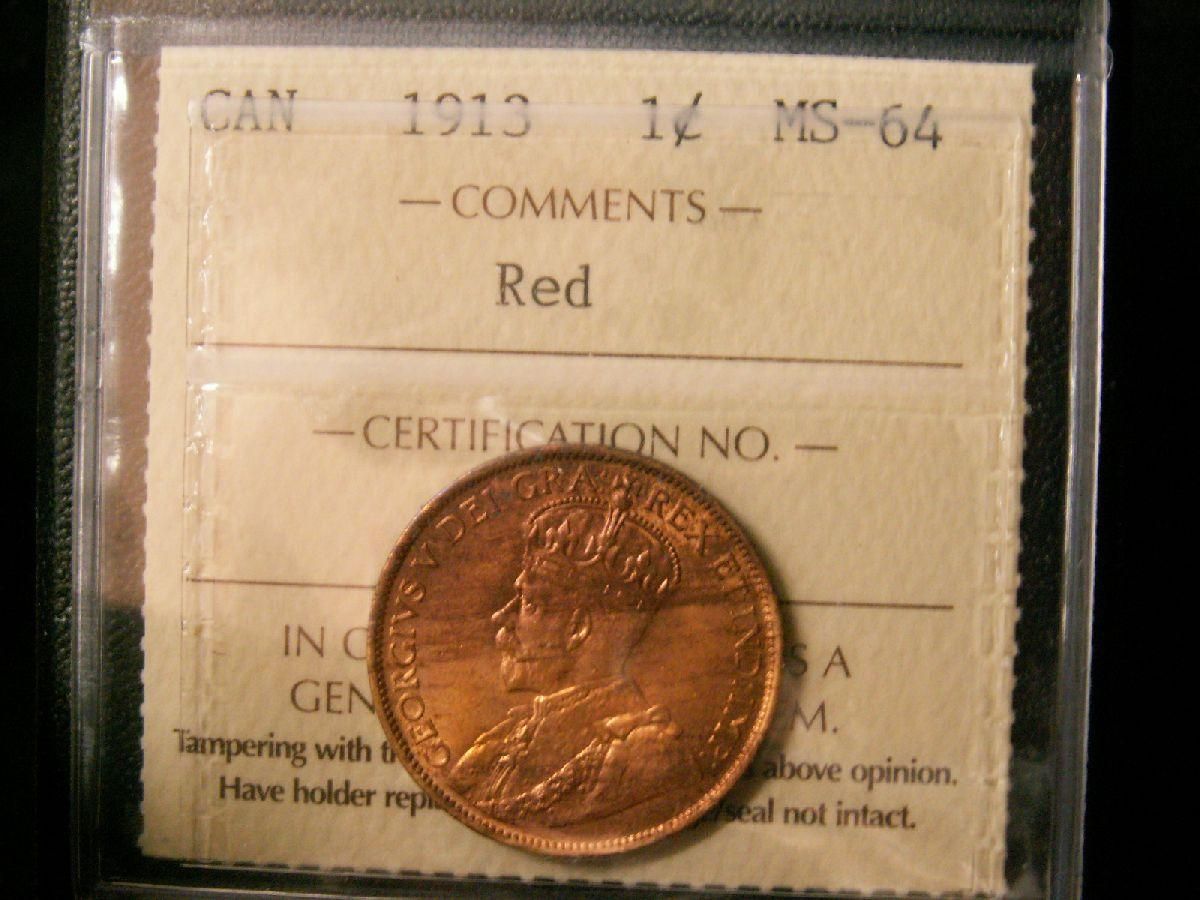 CAN 1913 1¢ MS-64
— COMMENTS —
Red
— CERTIFICATION NO. —
GEORGIVS V DEI GRA: REX ET IND: IMP:
IN S A
GEN M.
Tampering with above opinion.
Have holder seal not intact.